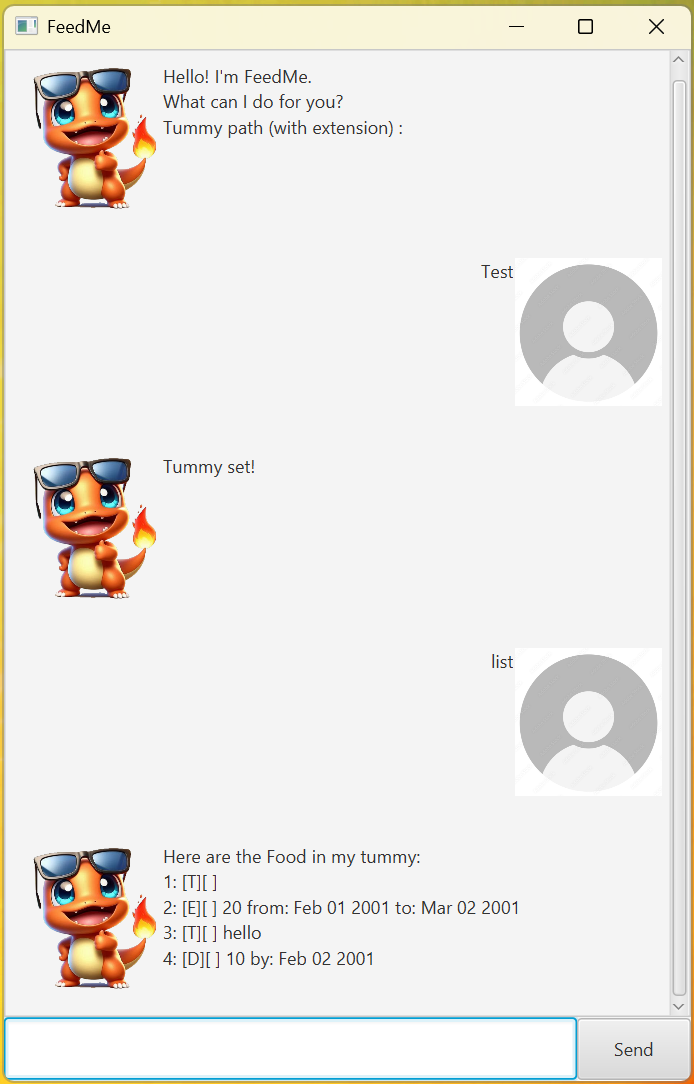 FeedMe
Hello! I'm FeedMe.
What can I do for you?
Tummy path (with extension) :
Test
Tummy set!
list
Here are the Food in my tummy:
1: [T][ ]
2: [E][ ] 20 from: Feb 01 2001 to: Mar 02 2001
3: [T][ ] hello
4: [D][ ] 10 by: Feb 02 2001
Send